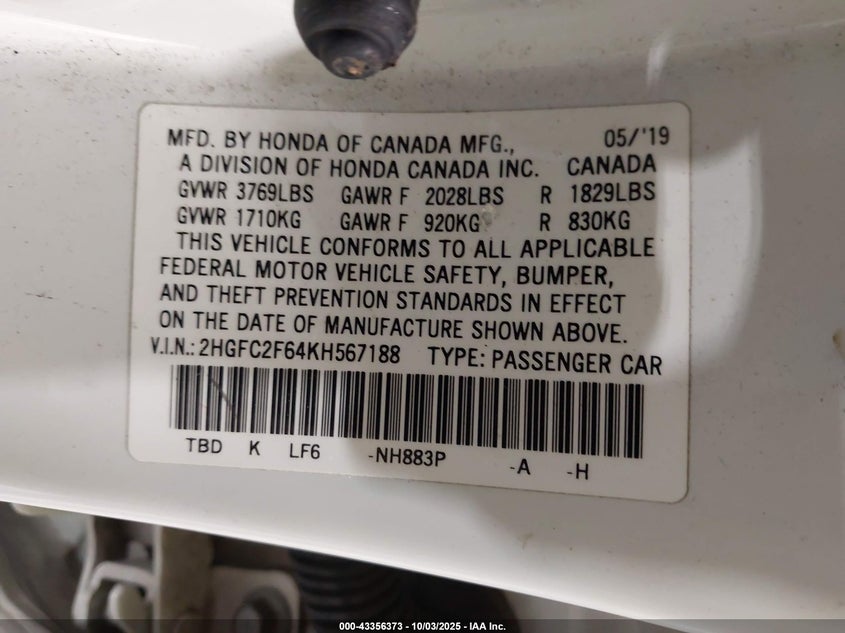 MFD. BY HONDA OF CANADA MFG., 05/'19
A DIVISION OF HONDA CANADA INC. CANADA
GVWR 3769LBS GAWR F 2028LBS R 1829LBS
GVWR 1710KG GAWR F 920KG R 830KG
THIS VEHICLE CONFORMS TO ALL APPLICABLE
FEDERAL MOTOR VEHICLE SAFETY, BUMPER,
AND THEFT PREVENTION STANDARDS IN EFFECT
ON THE DATE OF MANUFACTURE SHOWN ABOVE.
V.I.N.: 2HGFC2F64KH567188 TYPE: PASSENGER CAR
TBD K LF6 -NH883P -A -H
000-43356373 - 10/03/2025 - IAA Inc.